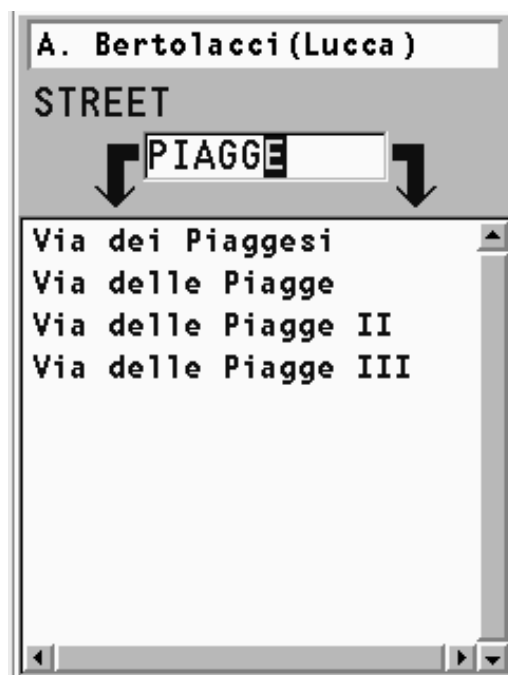 A. Bertolacci(Lucca)
STREET
PIAGGE
Via dei Piaggesi
Via delle Piagge
Via delle Piagge II
Via delle Piagge III